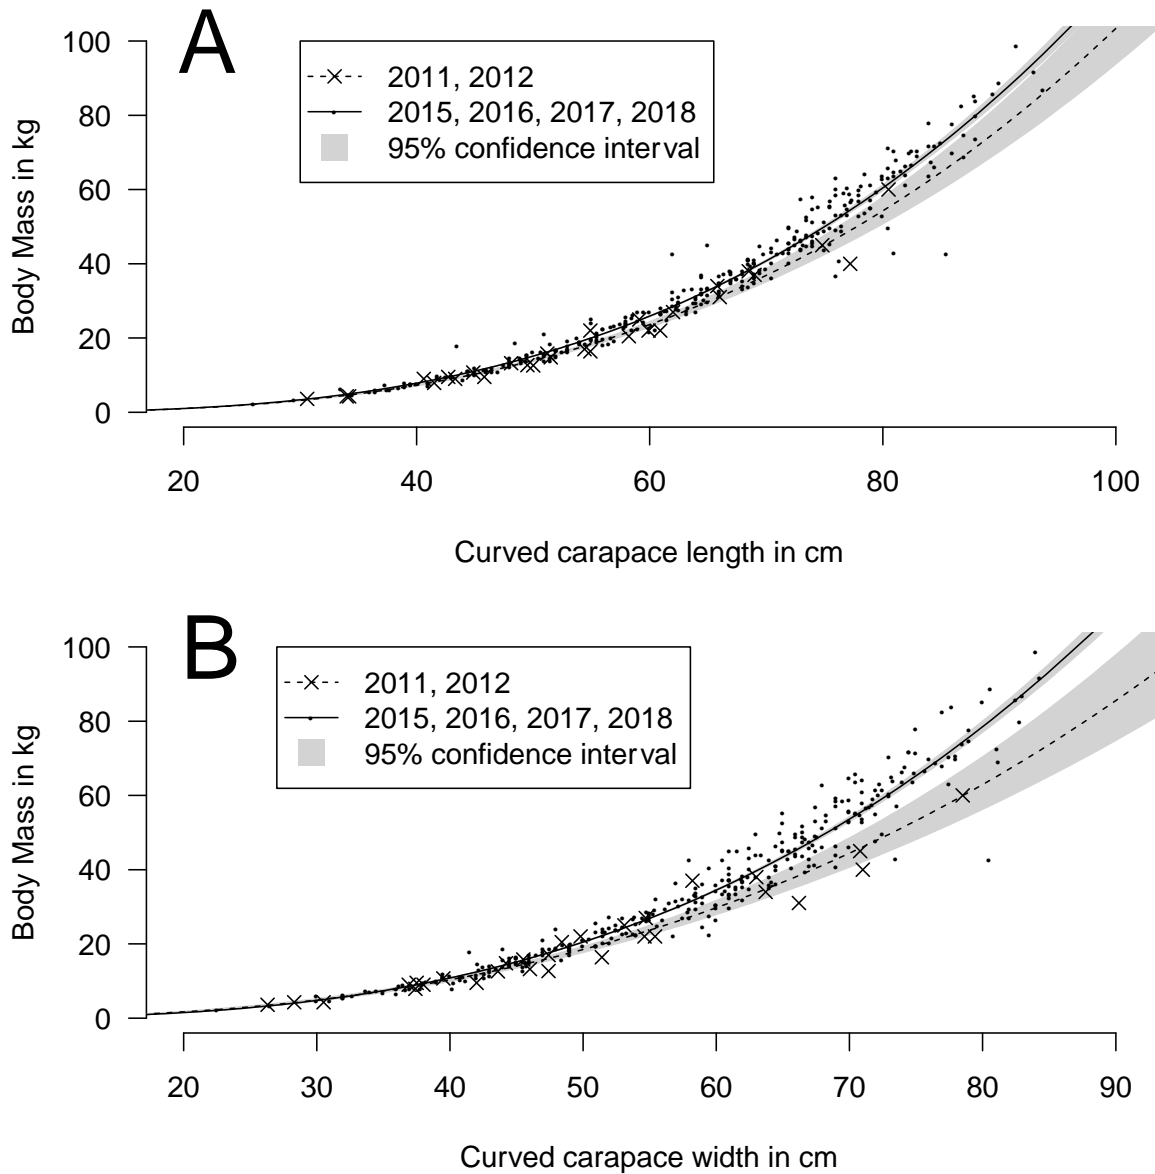 A
100
80
60
40
20
0
Body Mass in kg
2011, 2012
2015, 2016, 2017, 2018
95% confidence interval
20 40 60 80 100
Curved carapace length in cm
B
100
80
60
40
20
0
Body Mass in kg
2011, 2012
2015, 2016, 2017, 2018
95% confidence interval
20 30 40 50 60 70 80 90
Curved carapace width in cm